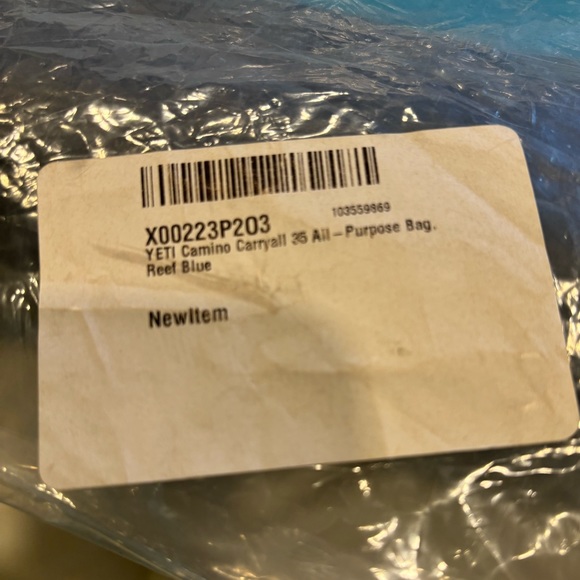 103559869
X00223P2O3
YETI Camino Carryall 35 All-Purpose Bag.
Reef Blue
NewItem